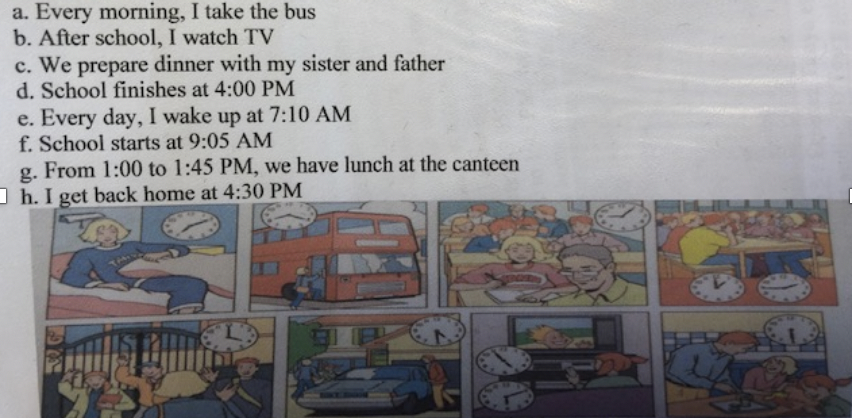 a. Every morning, I take the bus
b. After school, I watch TV
c. We prepare dinner with my sister and father
d. School finishes at 4:00 PM
e. Every day, I wake up at 7:10 AM
f. School starts at 9:05 AM
g. From 1:00 to 1:45 PM, we have lunch at the canteen
h. I get back home at 4:30 PM